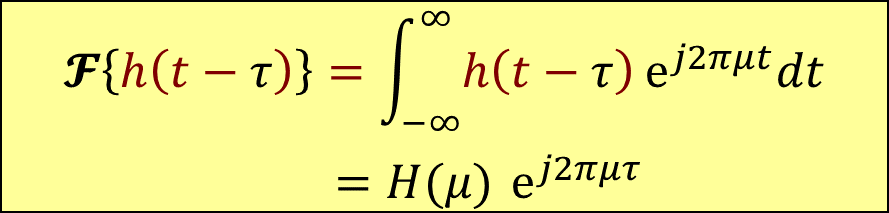 𝓕{h(t − τ)} = ∫_{−∞}^{∞} h(t − τ) e^{j2πμt} dt
= H(μ) e^{j2πμτ}